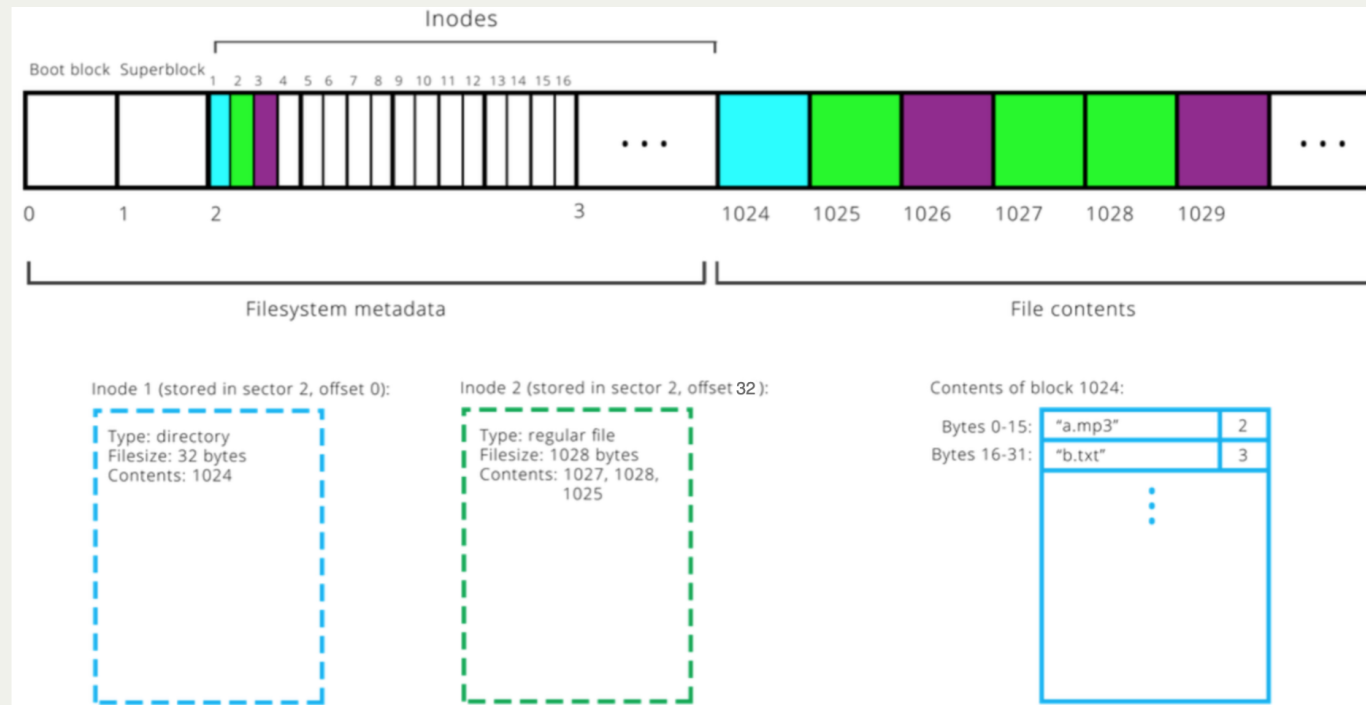 Inodes
Boot block Superblock
1 2 3 4 5 6 7 8 9 10 11 12 13 14 15 16
0 1 2 3 1024 1025 1026 1027 1028 1029
Filesystem metadata
File contents
Inode 1 (stored in sector 2, offset 0):
Type: directory
Filesize: 32 bytes
Contents: 1024
Inode 2 (stored in sector 2, offset 32):
Type: regular file
Filesize: 1028 bytes
Contents: 1027, 1028,
1025
Contents of block 1024:
Bytes 0-15: “a.mp3” 2
Bytes 16-31: “b.txt” 3